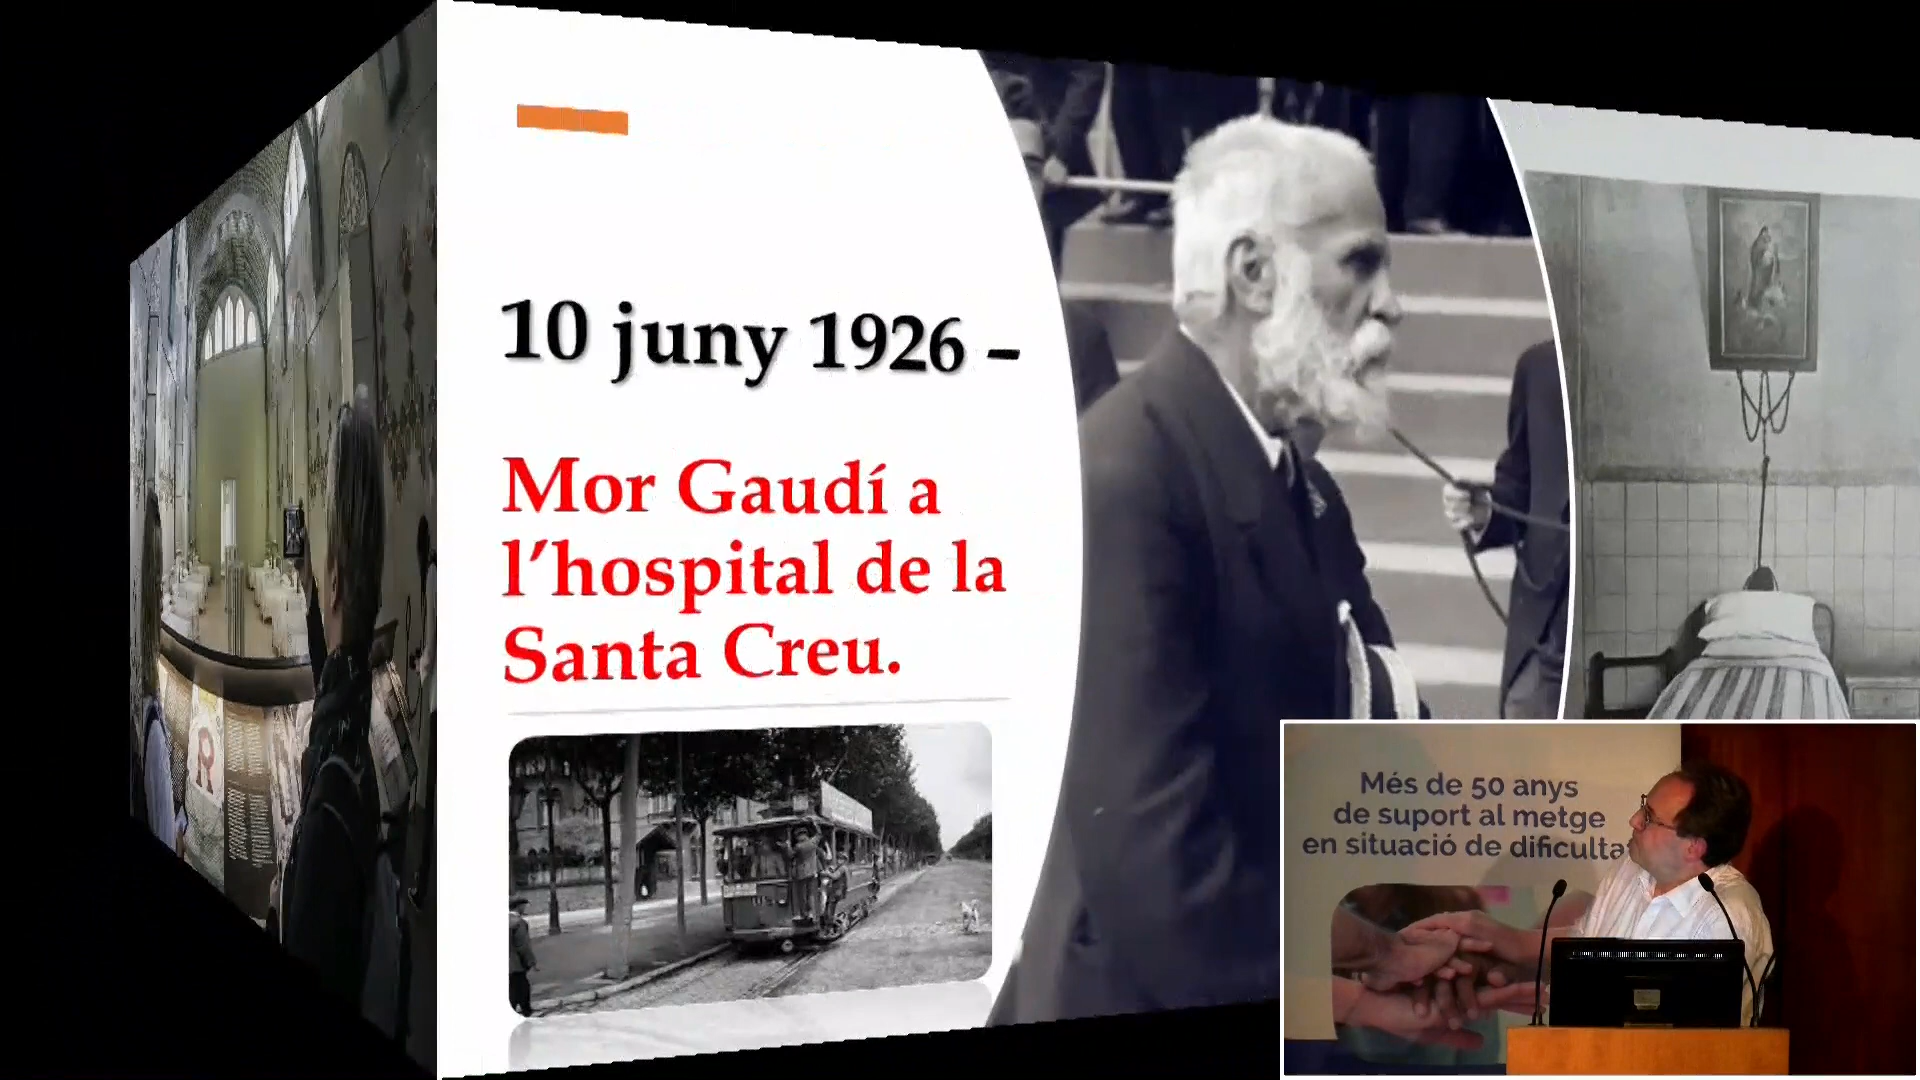 10 juny 1926 –
Mor Gaudí a
l’hospital de la
Santa Creu.
Més de 50 anys
de suport al metge
en situació de dificulta
R